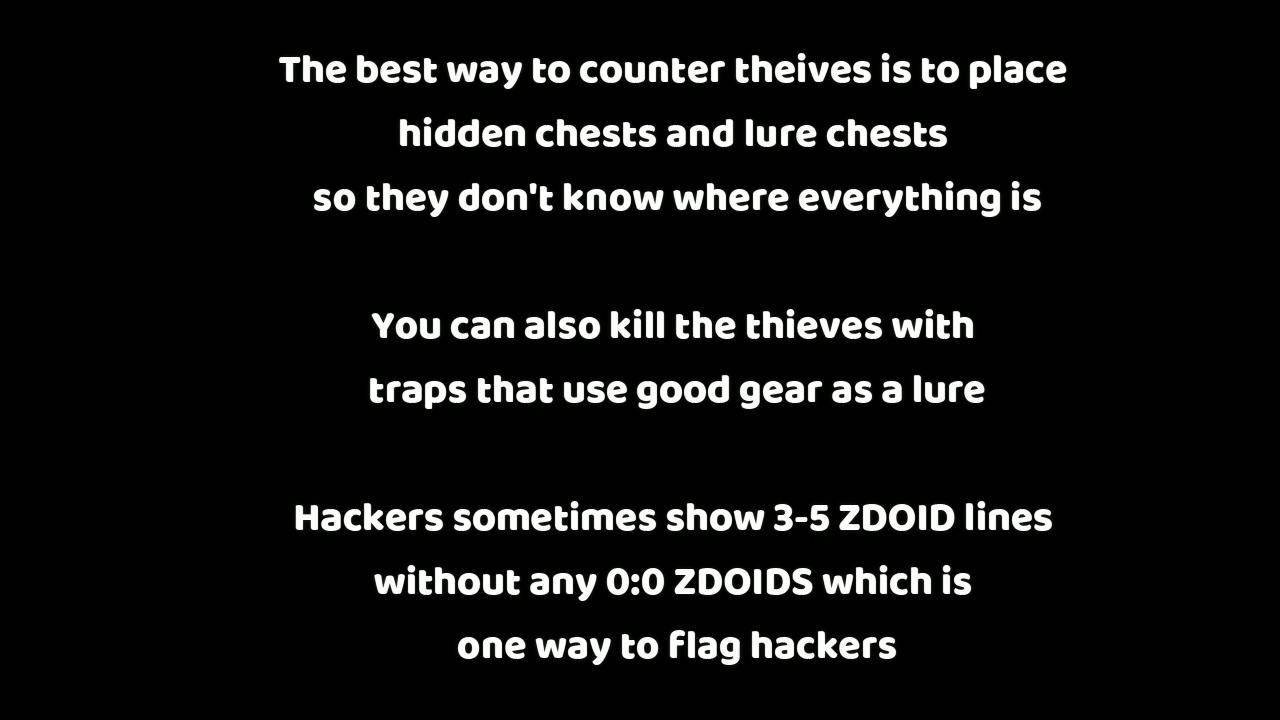 The best way to counter theives is to place
hidden chests and lure chests
so they don't know where everything is
You can also kill the thieves with
traps that use good gear as a lure
Hackers sometimes show 3-5 ZDOID lines
without any 0:0 ZDOIDS which is
one way to flag hackers